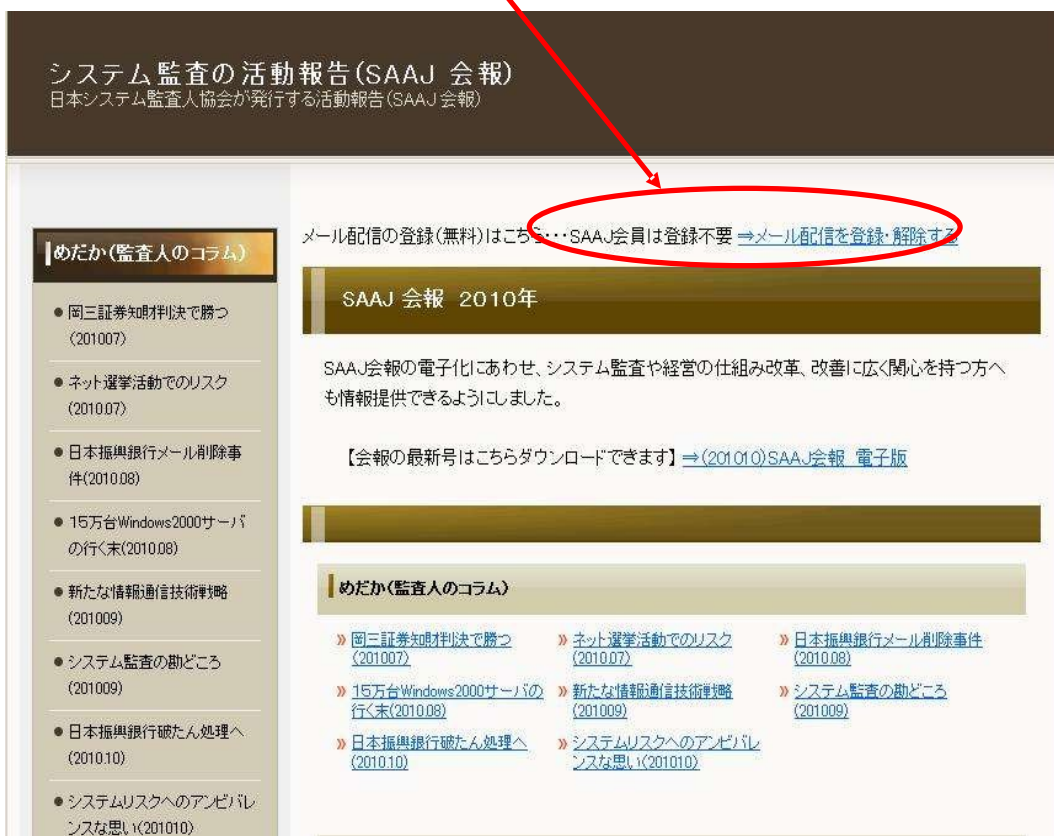 システム監査の活動報告(SAAJ 会報)
日本システム監査人協会が発行する活動報告(SAAJ会報)
めだか(監査人のコラム)
岡三証券知財判決で勝つ
(201007)
ネット選挙活動でのリスク
(2010.07)
日本振興銀行メール削除事
件(2010.08)
15万台Windows2000サーバ
の行く末(2010.08)
新たな情報通信技術戦略
(201009)
システム監査の勘どころ
(201009)
日本振興銀行破たん処理へ
(2010.10)
システムリスクへのアンビバレ
ンスな思い(201010)
メール配信の登録(無料)はこちら・・・SAAJ会員は登録不要 ⇒メール配信を登録・解除する
SAAJ 会報 2010年
SAAJ会報の電子化にあわせ、システム監査や経営の仕組み改革、改善に広く関心を持つ方へ
も情報提供できるようにしました。
【会報の最新号はこちらダウンロードできます】⇒(201010)SAAJ会報 電子版
めだか(監査人のコラム)
» 岡三証券知財判決で勝つ
(201007)
» ネット選挙活動でのリスク
(2010.07)
» 日本振興銀行メール削除事件
(2010.08)
» 15万台Windows2000サーバの
行く末(2010.08)
» 新たな情報通信技術戦略
(201009)
» システム監査の勘どころ
(201009)
» 日本振興銀行破たん処理へ
(2010.10)
» システムリスクへのアンビバレ
ンスな思い(201010)